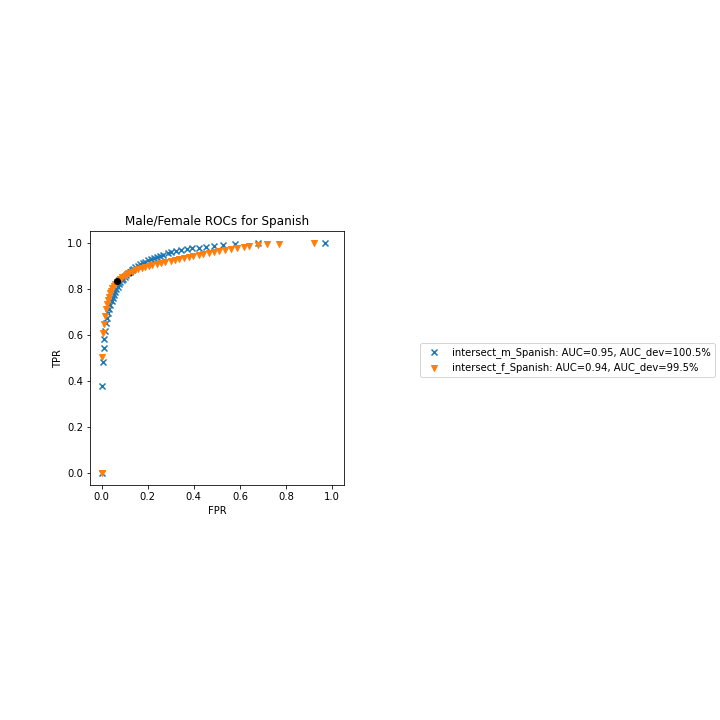 Male/Female ROCs for Spanish
1.0
0.8
0.6
0.4
0.2
0.0
TPR
0.0 0.2 0.4 0.6 0.8 1.0
FPR
intersect_m_Spanish: AUC=0.95, AUC_dev=100.5%
intersect_f_Spanish: AUC=0.94, AUC_dev=99.5%